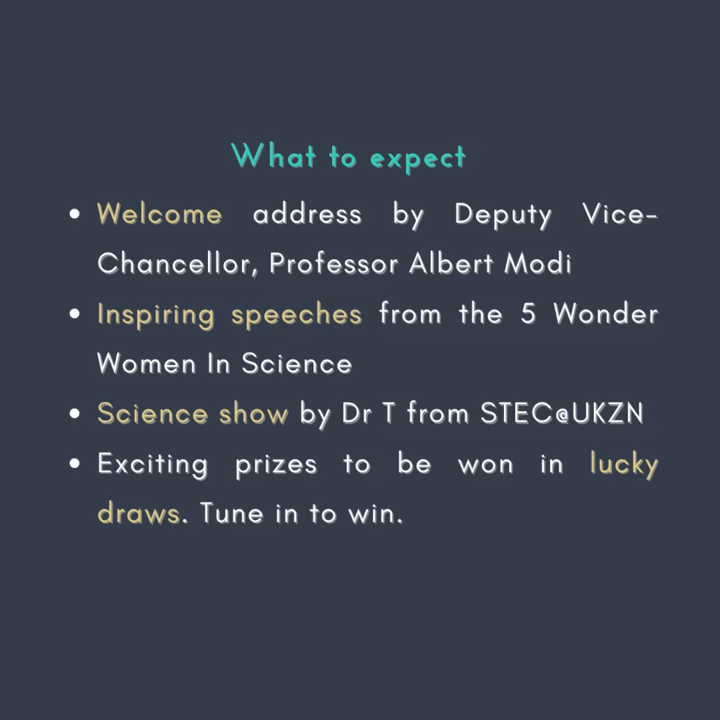 What to expect
• Welcome address by Deputy Vice-
Chancellor, Professor Albert Modi
• Inspiring speeches from the 5 Wonder
Women In Science
• Science show by Dr T from STEC@UKZN
• Exciting prizes to be won in lucky
draws. Tune in to win.